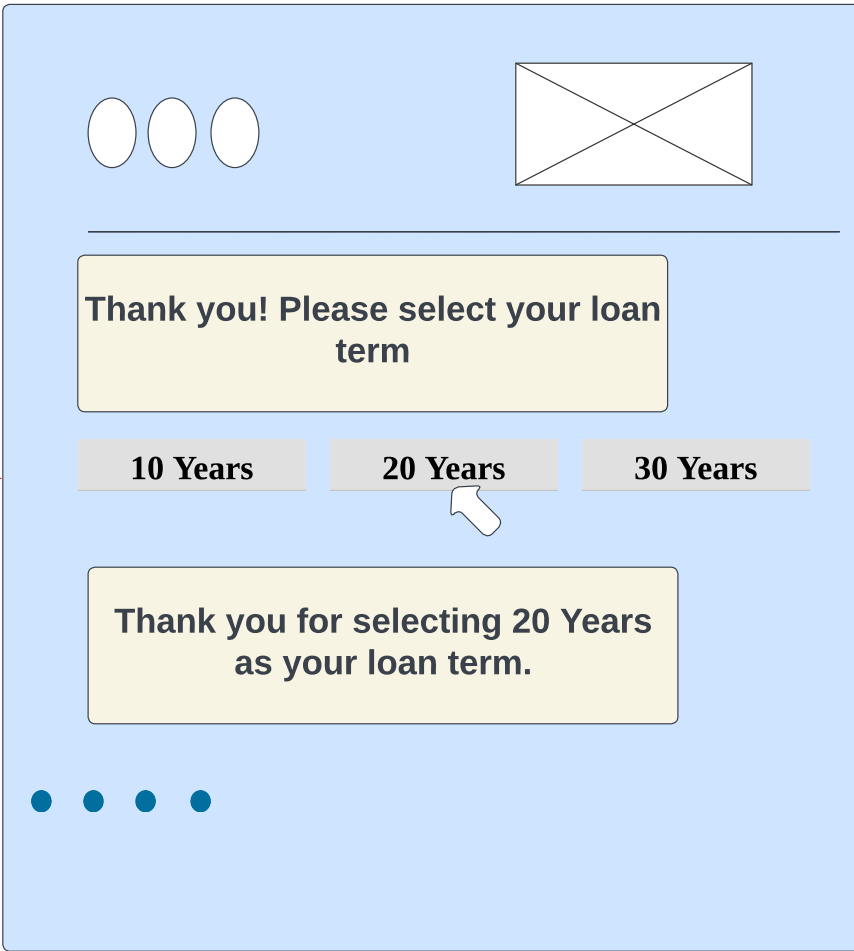 Thank you! Please select your loan
term
10 Years
20 Years
30 Years
Thank you for selecting 20 Years
as your loan term.